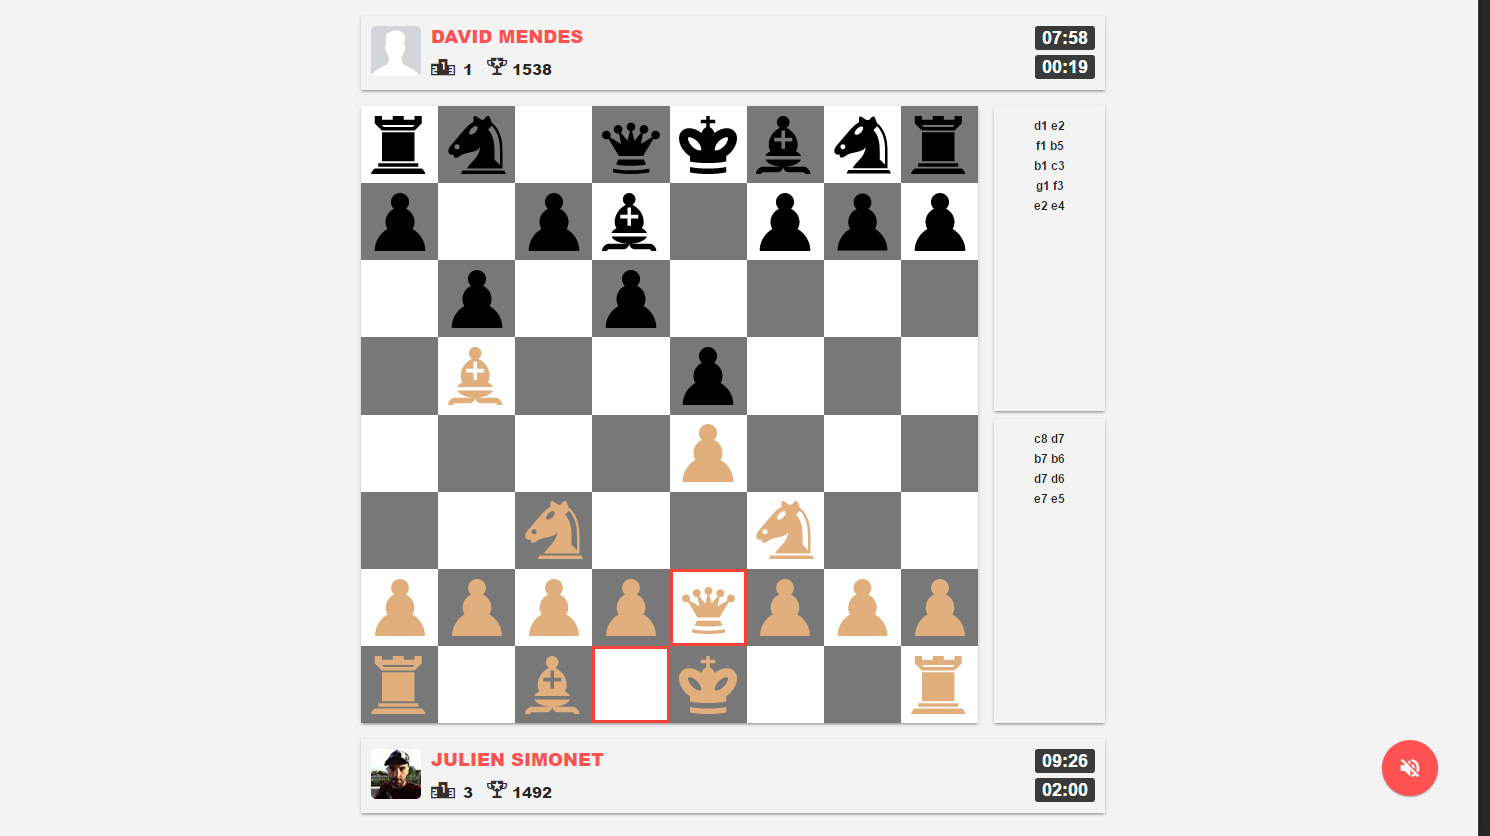 DAVID MENDES
1 1538
07:58
00:19
d1 e2
f1 b5
b1 c3
g1 f3
e2 e4
c8 d7
b7 b6
d7 d6
e7 e5
JULIEN SIMONET
3 1492
09:26
02:00